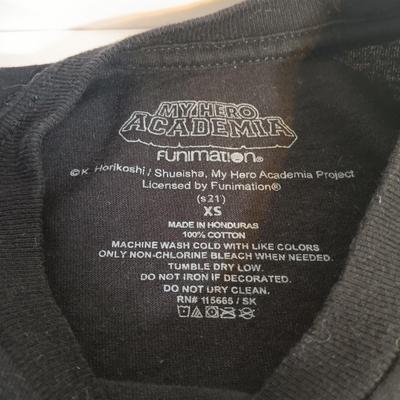 MY HERO
ACADEMIA
FUNIMATION®
©K. Horikoshi / Shueisha, My Hero Academia Project
Licensed by Funimation®
(s21)
XS
MADE IN HONDURAS
100% COTTON
MACHINE WASH COLD WITH LIKE COLORS
ONLY NON-CHLORINE BLEACH WHEN NEEDED.
TUMBLE DRY LOW.
DO NOT IRON IF DECORATED.
DO NOT DRY CLEAN.
RN# 115665 / SK